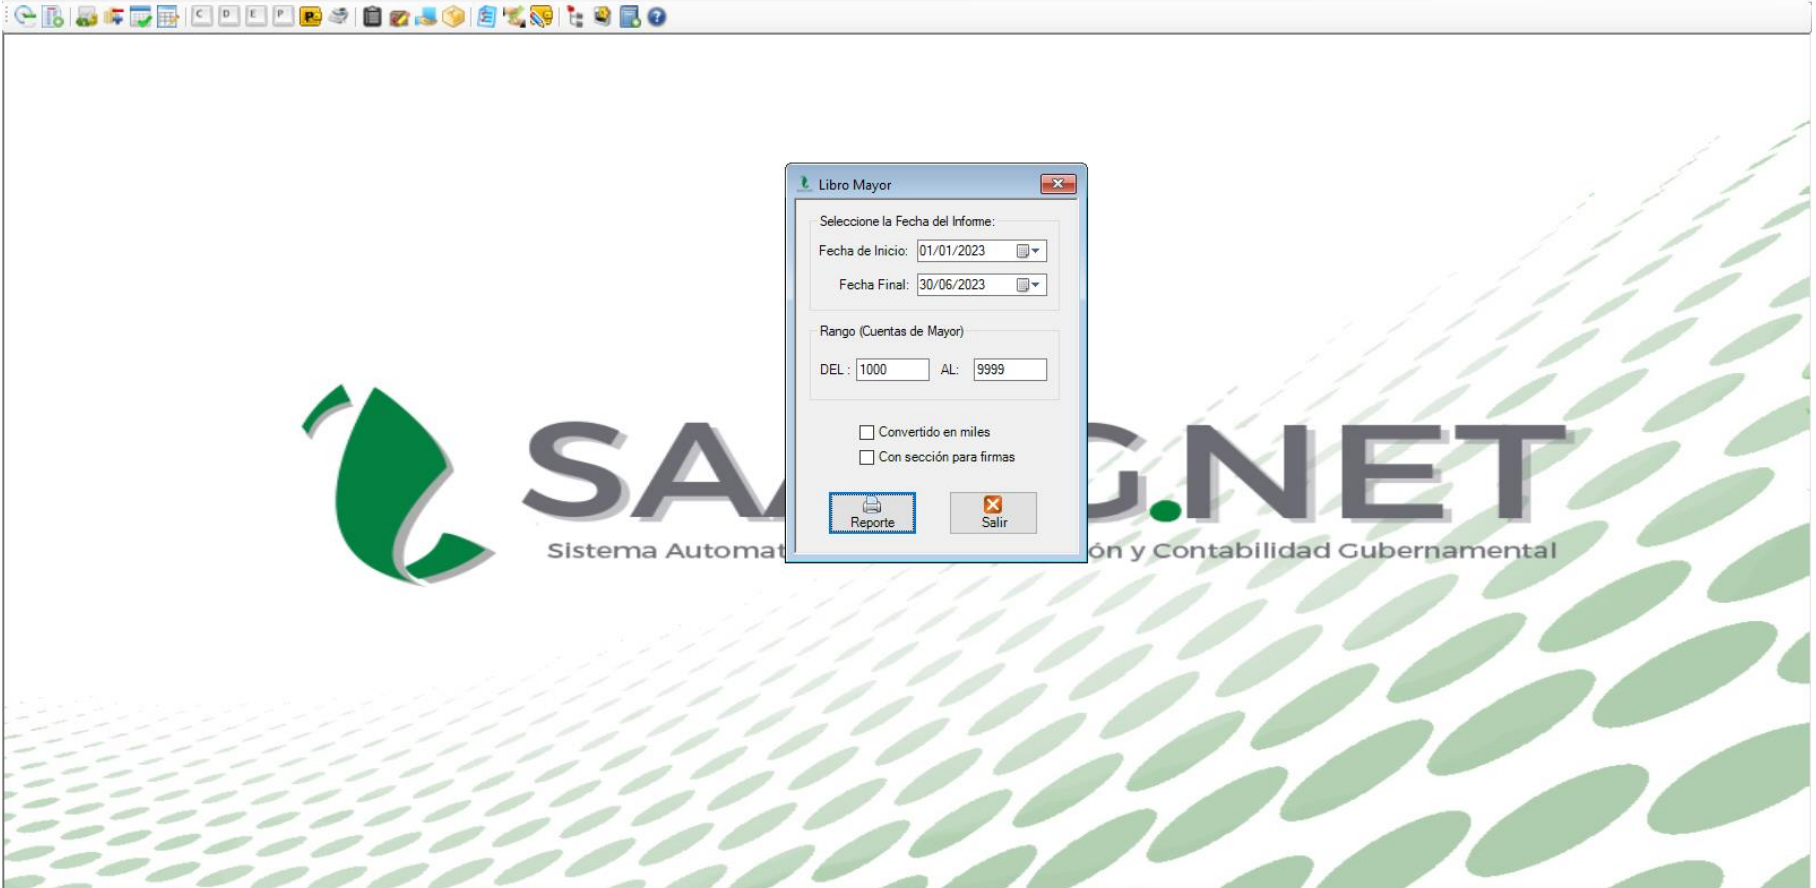 C D E P P
Libro Mayor
Seleccione la Fecha del Informe:
Fecha de Inicio: 01/01/2023
Fecha Final: 30/06/2023
Rango (Cuentas de Mayor)
DEL : 1000 AL: 9999
Convertido en miles
Con sección para firmas
Reporte Salir
SA G.NET
Sistema Automat ón y Contabilidad Gubernamental